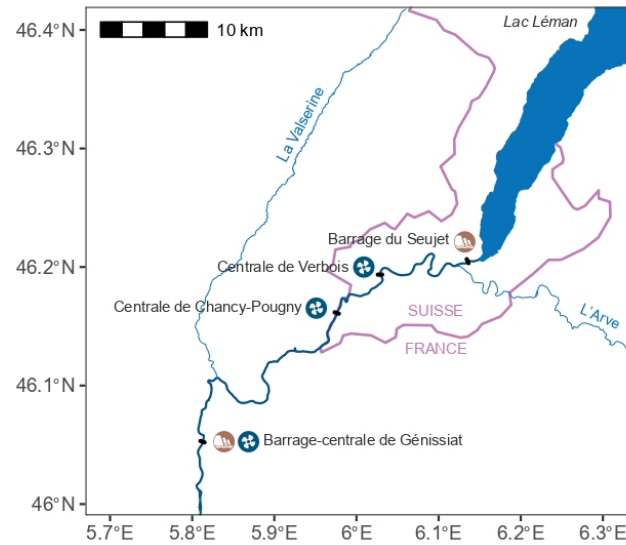 46.4°N
10 km
Lac Léman
La Valserine
46.3°N
Barrage du Seujet
46.2°N
Centrale de Verbois
Centrale de Chancy-Pougny
SUISSE
L'Arve
FRANCE
46.1°N
Barrage-centrale de Génissiat
46°N
5.7°E 5.8°E 5.9°E 6°E 6.1°E 6.2°E 6.3°E